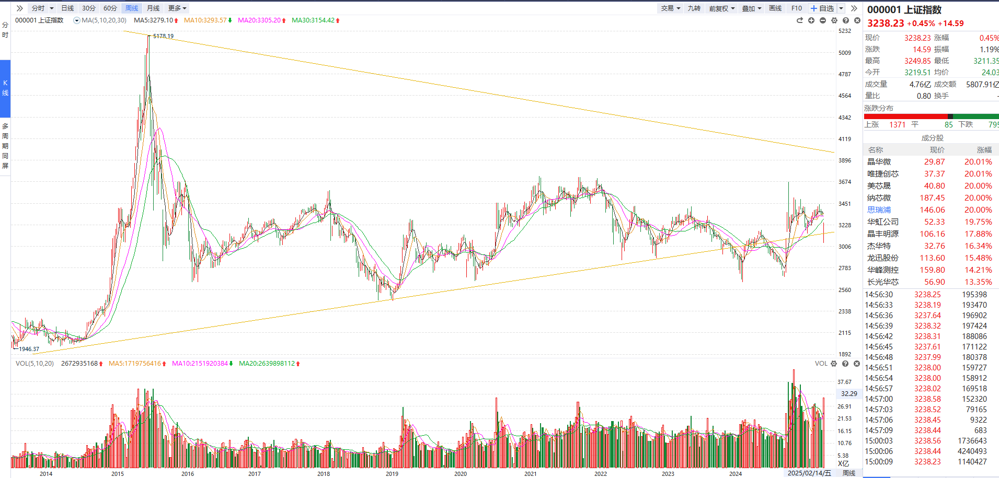 分时 日线 30分 60分 周线 月线 更多
交易 九转 前复权 叠加 画线 F10 + 自选
000001 上证指数 MA(5,10,20,30) MA5:3279.10 MA10:3293.57 MA20:3305.20 MA30:3154.42
分时
K线
多周期同屏
5178.19
1946.37
5232
5009
4787
4564
4342
4119
3896
3674
3451
3228
3006
2783
2560
2338
2115
1892
VOL(5,10,20) 2672935168 MA5:1719756416 MA10:2151920384 MA20:2639898112
VOL
37.67
32.29
26.91
21.53
16.15
10.76
5.38
X亿
2014 2015 2016 2017 2018 2019 2020 2021 2022 2023 2024 2025/02/14/五 周线
000001 上证指数
3238.23 +0.45% +14.59
现价 3238.23 涨幅 0.45%
涨跌 14.59 振幅 1.19%
最高 3249.85 最低 3211.35
今开 3219.51 均价 24.03
成交量 4.76亿 成交额 5807.91亿
量比 0.80 换手 -
涨跌分布
上涨 1371 平 85 下跌 795
成分股
名称 现价 涨幅
晶华微 29.87 20.01%
唯捷创芯 37.37 20.01%
美芯晟 40.80 20.00%
纳芯微 187.45 20.00%
思瑞浦 146.06 20.00%
华虹公司 52.33 19.75%
晶丰明源 106.16 17.88%
杰华特 32.76 16.34%
龙迅股份 113.60 15.48%
华峰测控 159.80 14.21%
长光华芯 56.90 13.35%
14:56:30 3238.25 195398
14:56:33 3238.19 193470
14:56:36 3237.64 196902
14:56:39 3238.32 197424
14:56:42 3238.31 188086
14:56:45 3237.61 171122
14:56:48 3237.99 180378
14:56:51 3238.00 159727
14:56:54 3238.00 158912
14:56:57 3238.02 169518
14:57:00 3238.58 152320
14:57:03 3238.52 79165
14:57:06 3238.45 9322
14:57:09 3238.44 683
15:00:03 3238.56 1736643
15:00:06 3238.44 4240493
15:00:09 3238.23 1140427